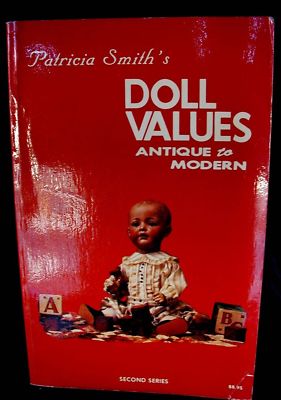 Patricia Smith's
DOLL
VALUES
ANTIQUE to
MODERN
A
B
SECOND SERIES
$8.95